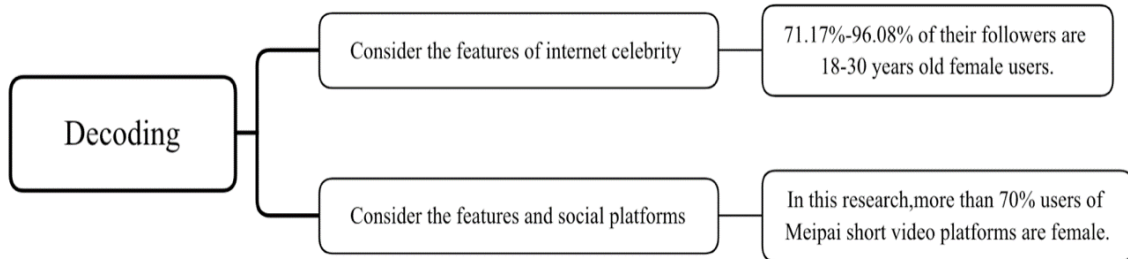 Decoding
Consider the features of internet celebrity
71.17%-96.08% of their followers are
18-30 years old female users.
Consider the features and social platforms
In this research,more than 70% users of
Meipai short video platforms are female.